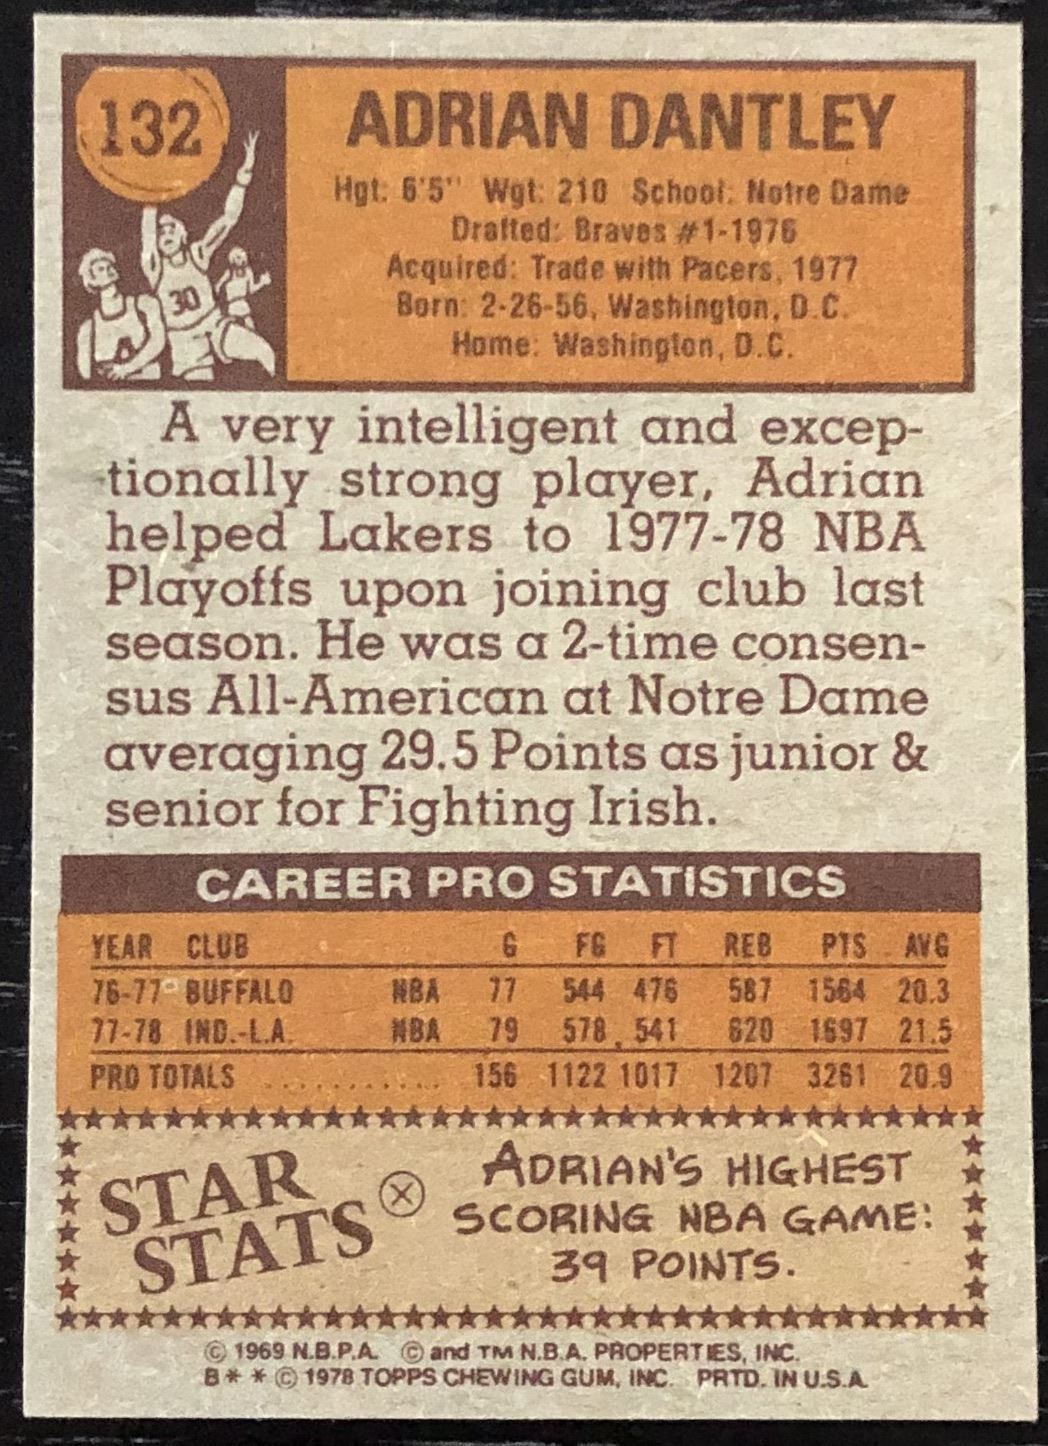 132
ADRIAN DANTLEY
Hgt: 6'5" Wgt: 210 School: Notre Dame
Drafted: Braves #1-1976
Acquired: Trade with Pacers, 1977
Born: 2-26-56, Washington, D.C.
Home: Washington, D.C.
30
A very intelligent and excep-
tionally strong player, Adrian
helped Lakers to 1977-78 NBA
Playoffs upon joining club last
season. He was a 2-time consen-
sus All-American at Notre Dame
averaging 29.5 Points as junior &
senior for Fighting Irish.
CAREER PRO STATISTICS
YEAR CLUB G FG FT REB PTS AVG
76-77 BUFFALO NBA 77 544 476 587 1564 20.3
77-78 IND.-L.A. NBA 79 578 541 620 1697 21.5
PRO TOTALS ........... 156 1122 1017 1207 3261 20.9
STAR
STATS
ADRIAN'S HIGHEST
SCORING NBA GAME:
39 POINTS.
© 1969 N.B.P.A. © and TM N.B.A. PROPERTIES, INC.
B* * © 1978 TOPPS CHEWING GUM, INC. PRTD. IN U.S.A.